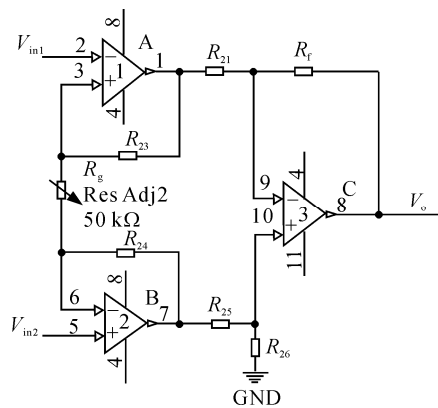 8
A
V_in1
2
−
1
1
R_21
R_f
3
+
4
R_23
R_g
Res Adj2
50 kΩ
4
9
−
C
10
3
8
V_o
+
R_24
11
8
B
6
−
7
R_25
V_in2
2
5
+
R_26
4
GND